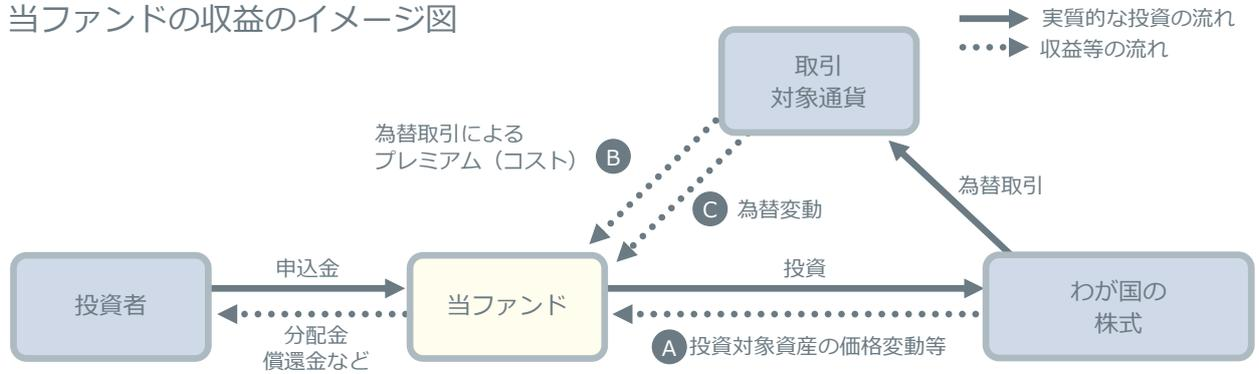 当ファンドの収益のイメージ図
実質的な投資の流れ
収益等の流れ
取引
対象通貨
為替取引による
プレミアム（コスト）
B
C
為替変動
為替取引
投資者
申込金
分配金
償還金など
当ファンド
投資
A
投資対象資産の価格変動等
わが国の
株式